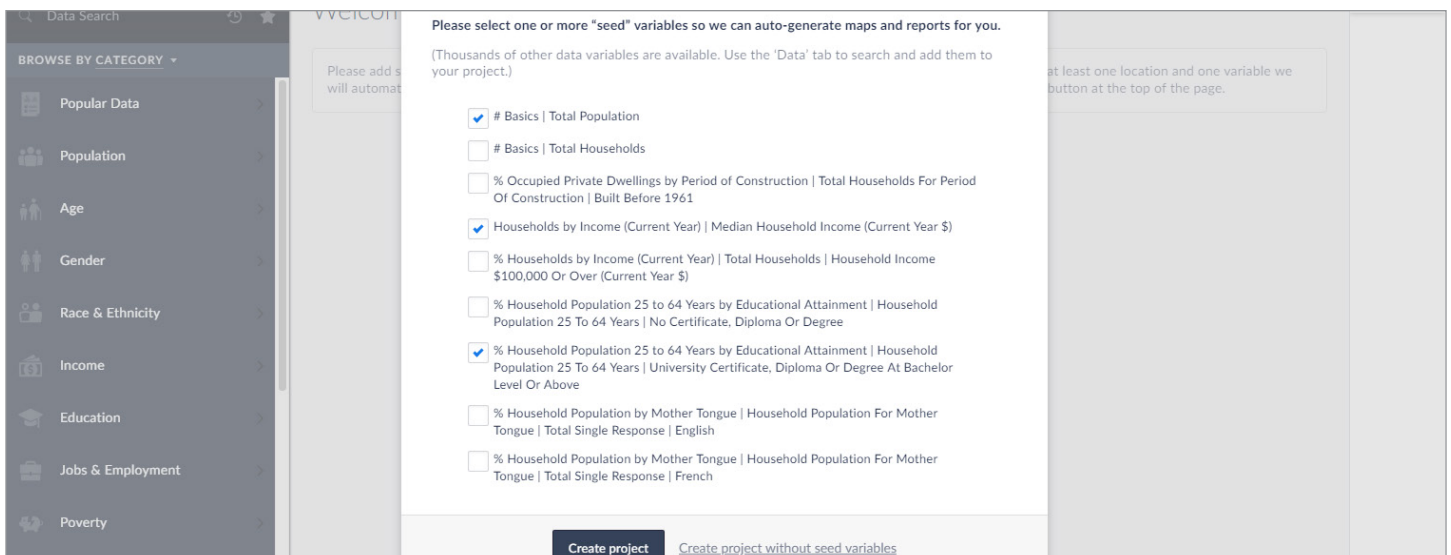 Data Search
Welcom
BROWSE BY CATEGORY
Popular Data
Population
Age
Gender
Race & Ethnicity
Income
Education
Jobs & Employment
Poverty
Please add s
will automat
at least one location and one variable we
button at the top of the page.
Please select one or more “seed” variables so we can auto-generate maps and reports for you.
(Thousands of other data variables are available. Use the ‘Data’ tab to search and add them to
your project.)
# Basics | Total Population
# Basics | Total Households
% Occupied Private Dwellings by Period of Construction | Total Households For Period
Of Construction | Built Before 1961
Households by Income (Current Year) | Median Household Income (Current Year $)
% Households by Income (Current Year) | Total Households | Household Income
$100,000 Or Over (Current Year $)
% Household Population 25 to 64 Years by Educational Attainment | Household
Population 25 To 64 Years | No Certificate, Diploma Or Degree
% Household Population 25 to 64 Years by Educational Attainment | Household
Population 25 To 64 Years | University Certificate, Diploma Or Degree At Bachelor
Level Or Above
% Household Population by Mother Tongue | Household Population For Mother
Tongue | Total Single Response | English
% Household Population by Mother Tongue | Household Population For Mother
Tongue | Total Single Response | French
Create project
Create project without seed variables